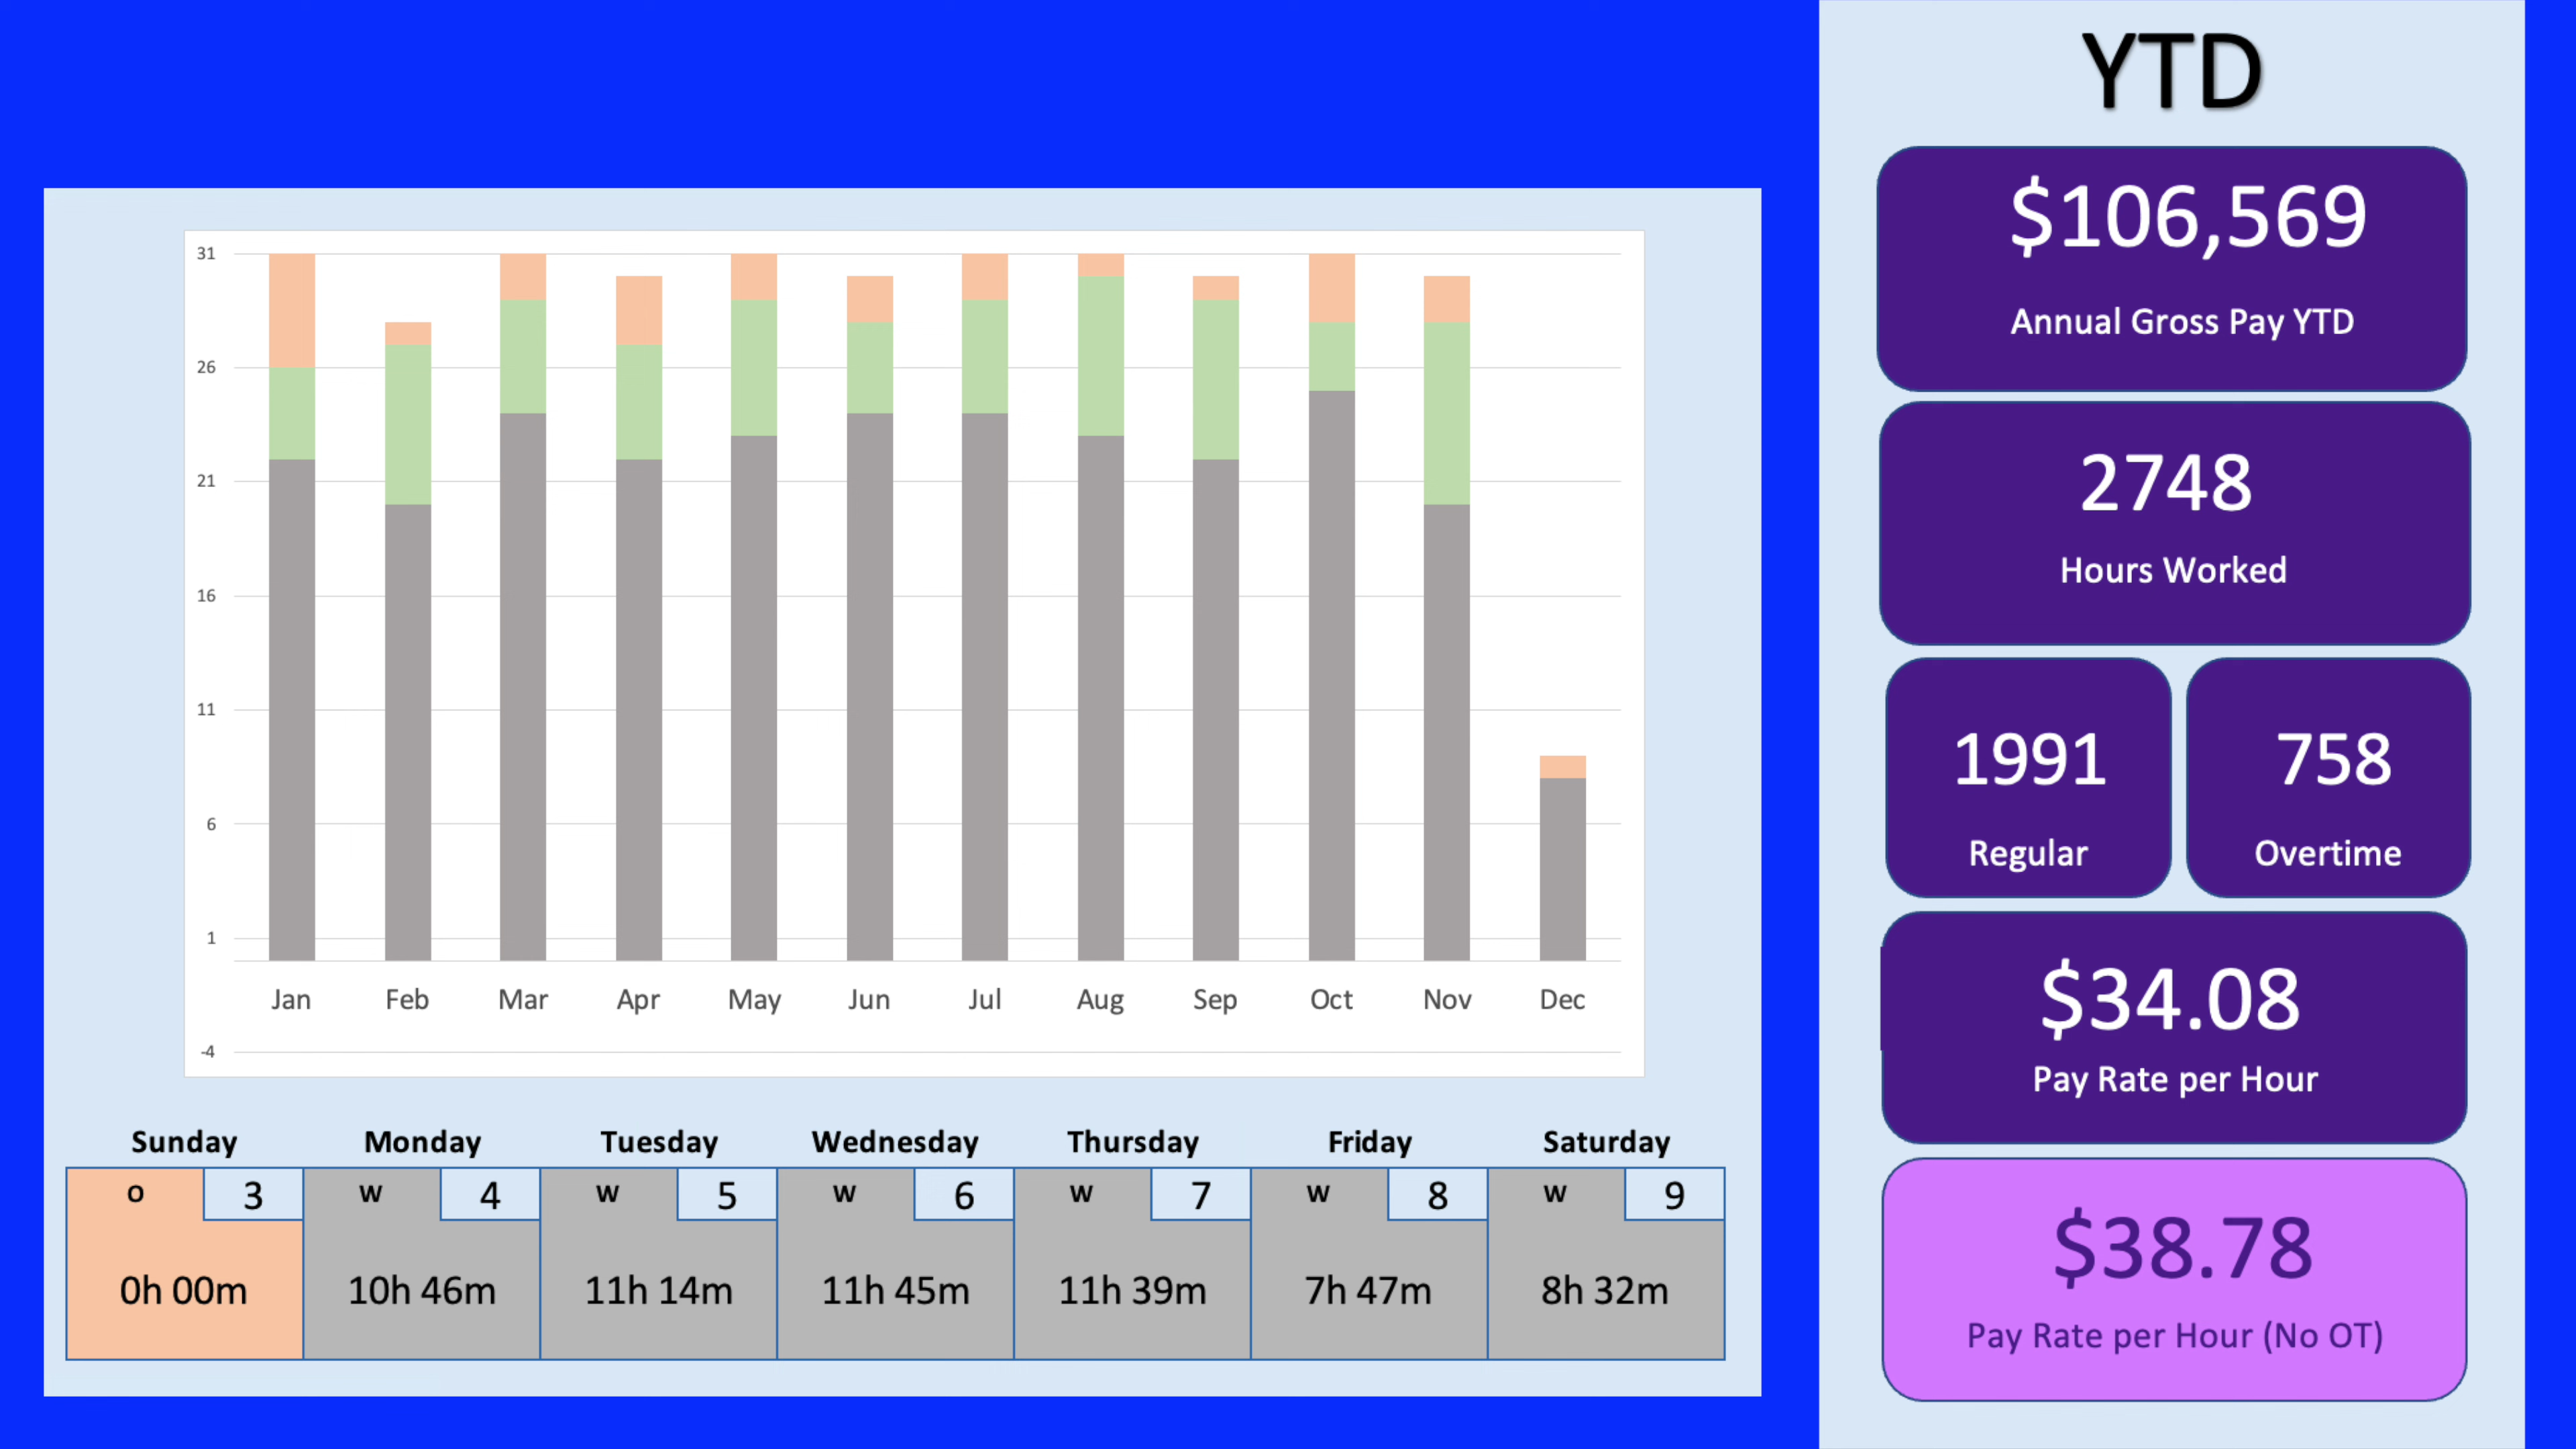 YTD
$106,569
Annual Gross Pay YTD
2748
Hours Worked
1991
Regular
758
Overtime
$34.08
Pay Rate per Hour
$38.78
Pay Rate per Hour (No OT)
31
26
21
16
11
6
1
-4
Jan Feb Mar Apr May Jun Jul Aug Sep Oct Nov Dec
Sunday Monday Tuesday Wednesday Thursday Friday Saturday
o 3 w 4 w 5 w 6 w 7 w 8 w 9
0h 00m 10h 46m 11h 14m 11h 45m 11h 39m 7h 47m 8h 32m